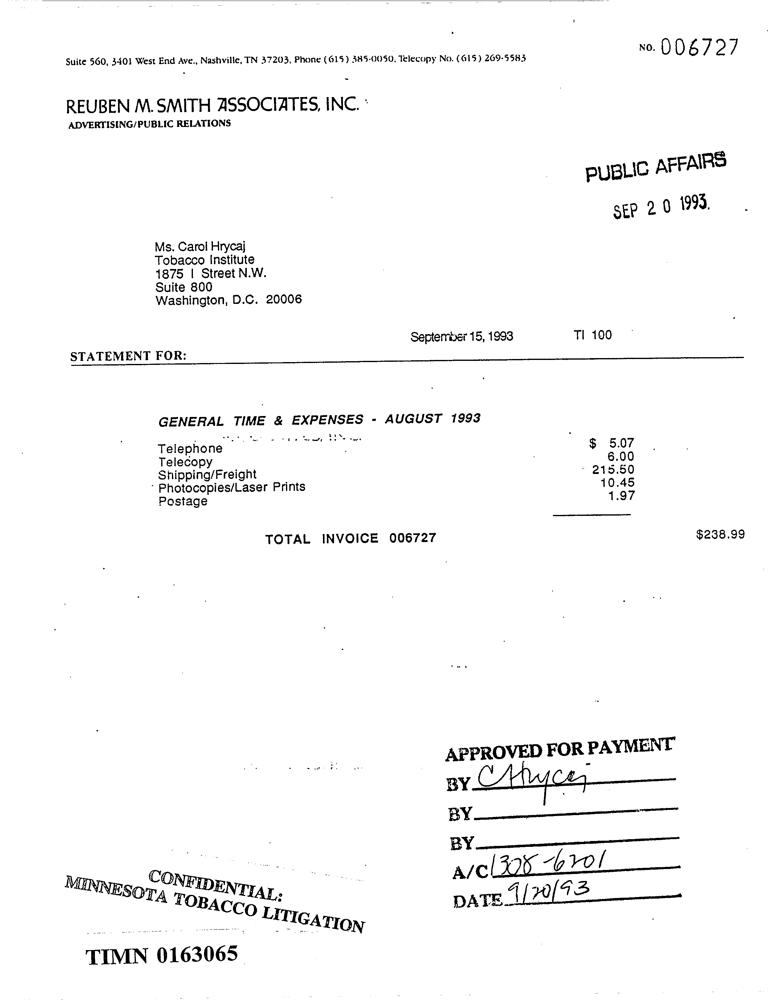 NO. 006727
Suite 560, 3401 West End Ave., Nashville, TN 37203, Phone (615) 385-0050, Telecopy No. (615) 269-5583
REUBEN M. SMITH ASSOCIATES, INC.
ADVERTISING/PUBLIC RELATIONS
PUBLIC AFFAIRS
SEP 20 1993
Ms. Carol Hrycaj
Tobacco Institute
1875 I Street N.W.
Suite 800
Washington, D.C. 20006
September 15, 1993 TI 100
STATEMENT FOR:
GENERAL TIME & EXPENSES - AUGUST 1993
Telephone $ 5.07
Telecopy 6.00
Shipping/Freight 215.50
Photocopies/Laser Prints 10.45
Postage 1.97
TOTAL INVOICE 006727 $238.99
APPROVED FOR PAYMENT
BY CHrycaj
BY
BY
A/C 1308-6201
DATE 9/20/93
CONFIDENTIAL:
MINNESOTA TOBACCO LITIGATION
TIMN 0163065